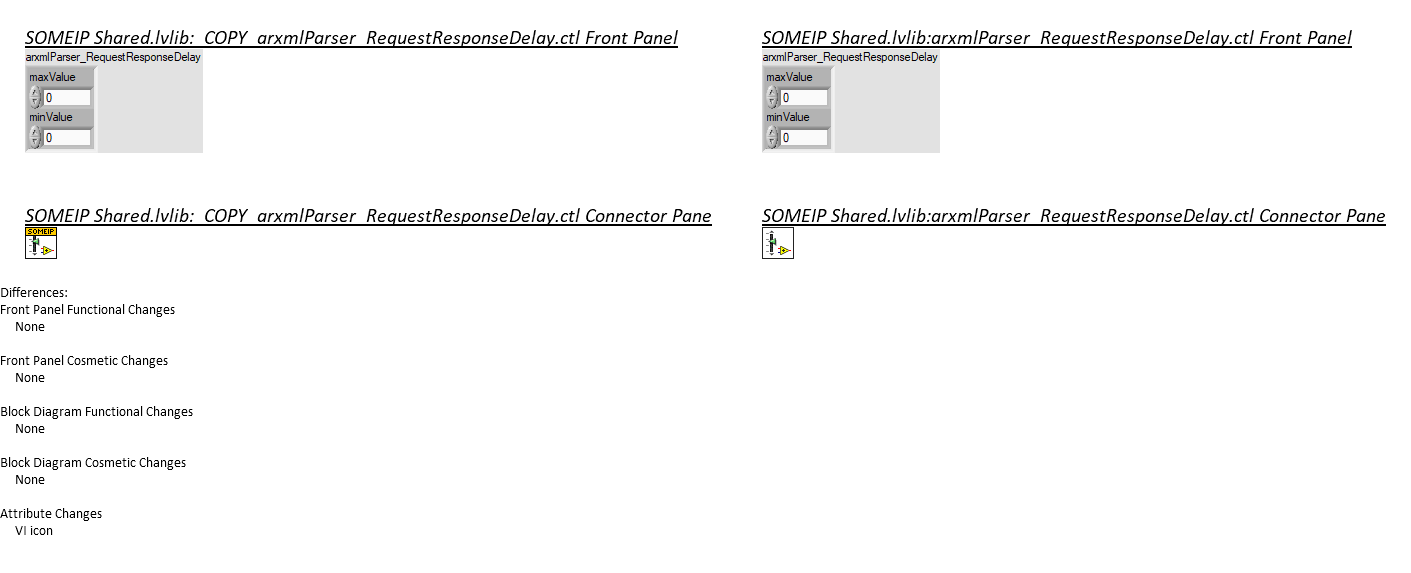 SOMEIP Shared.lvlib:_COPY_arxmlParser_RequestResponseDelay.ctl Front Panel
arxmlParser_RequestResponseDelay
maxValue
0
minValue
0
SOMEIP Shared.lvlib:arxmlParser_RequestResponseDelay.ctl Front Panel
arxmlParser_RequestResponseDelay
maxValue
0
minValue
0
SOMEIP Shared.lvlib:_COPY_arxmlParser_RequestResponseDelay.ctl Connector Pane
SOMEIP
SOMEIP Shared.lvlib:arxmlParser_RequestResponseDelay.ctl Connector Pane
Differences:
Front Panel Functional Changes
None
Front Panel Cosmetic Changes
None
Block Diagram Functional Changes
None
Block Diagram Cosmetic Changes
None
Attribute Changes
VI icon